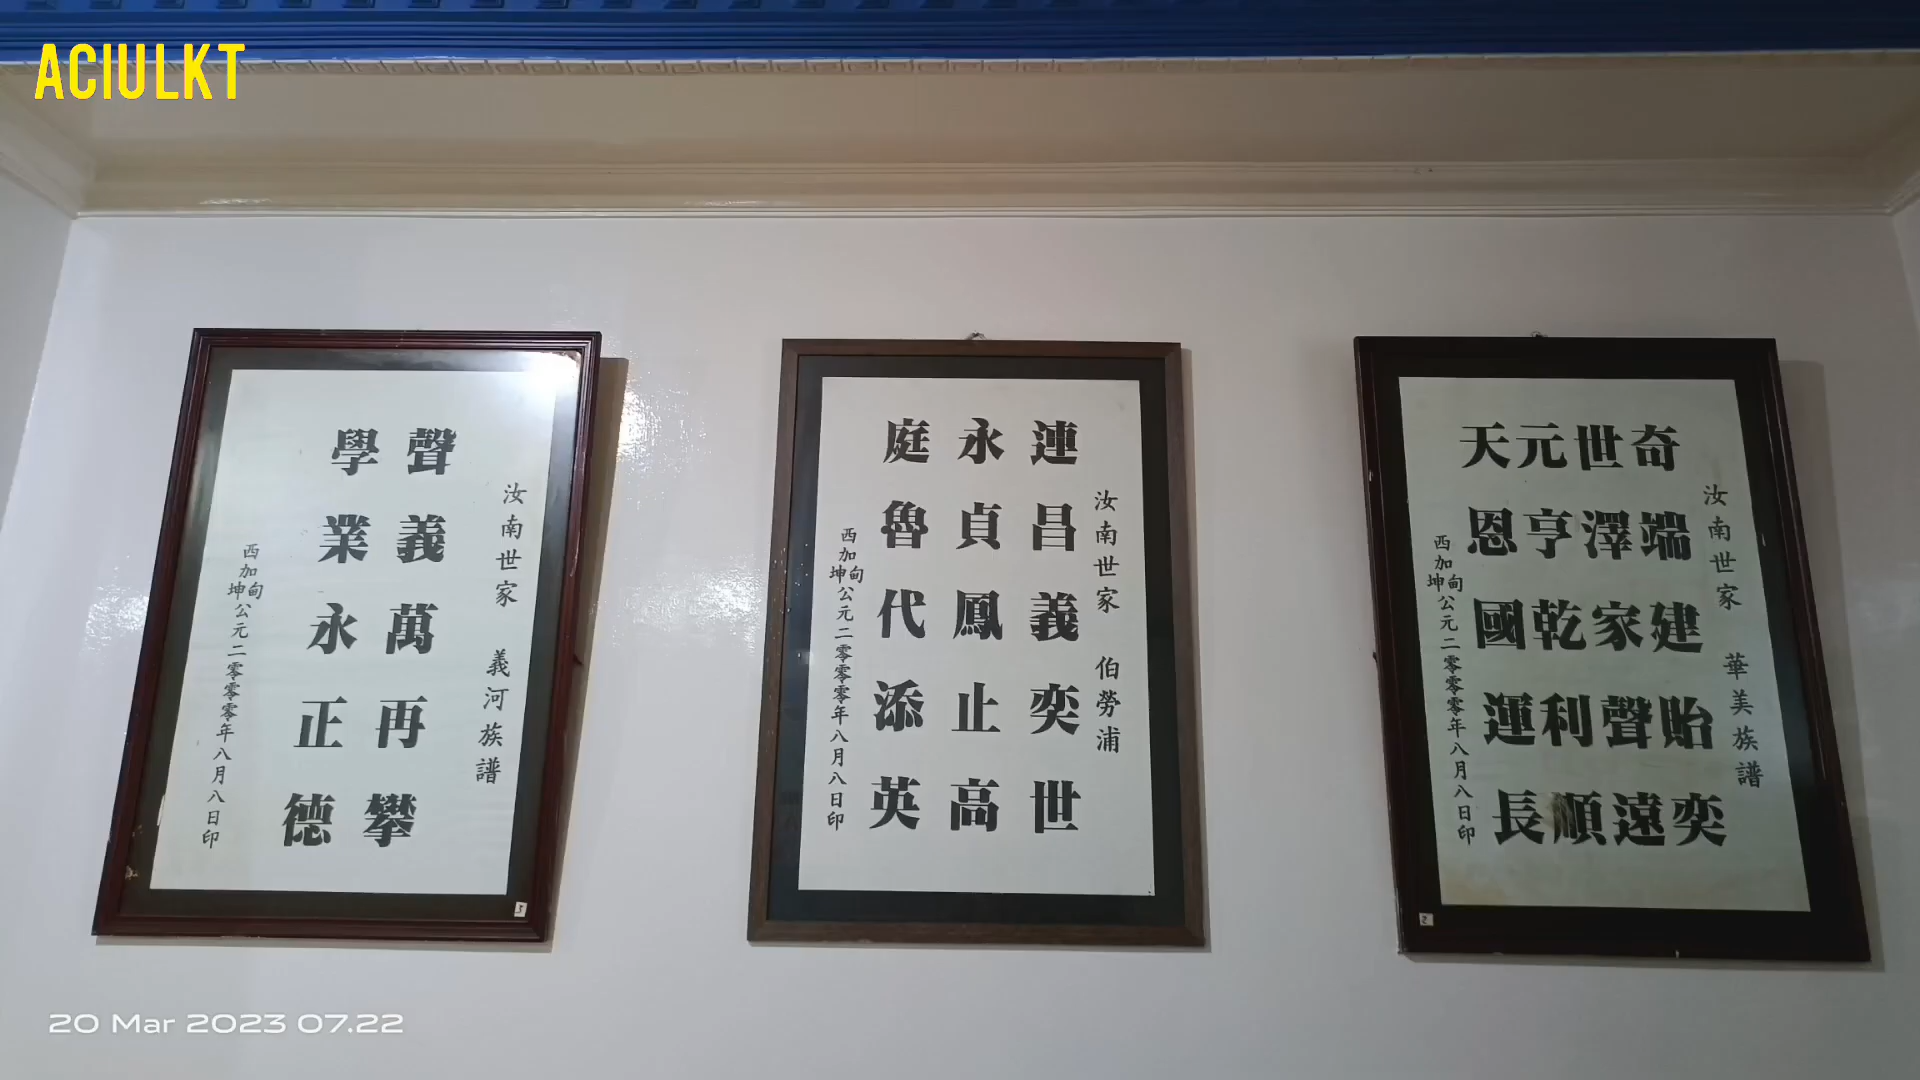 ACIULKT
汝南世家 義河族譜
聲義萬再攀
學業永正德
西加坤甸公元二零零零年八月八日印
3
汝南世家 伯勞浦
連昌義奕世
永貞鳳止高
庭魯代添英
西加坤甸公元二零零零年八月八日印
汝南世家 華美族譜
奇端建貽奕
世澤家聲遠
元亨乾利順
天恩國運長
西加坤甸公元二零零零年八月八日印
2
20 Mar 2023 07.22